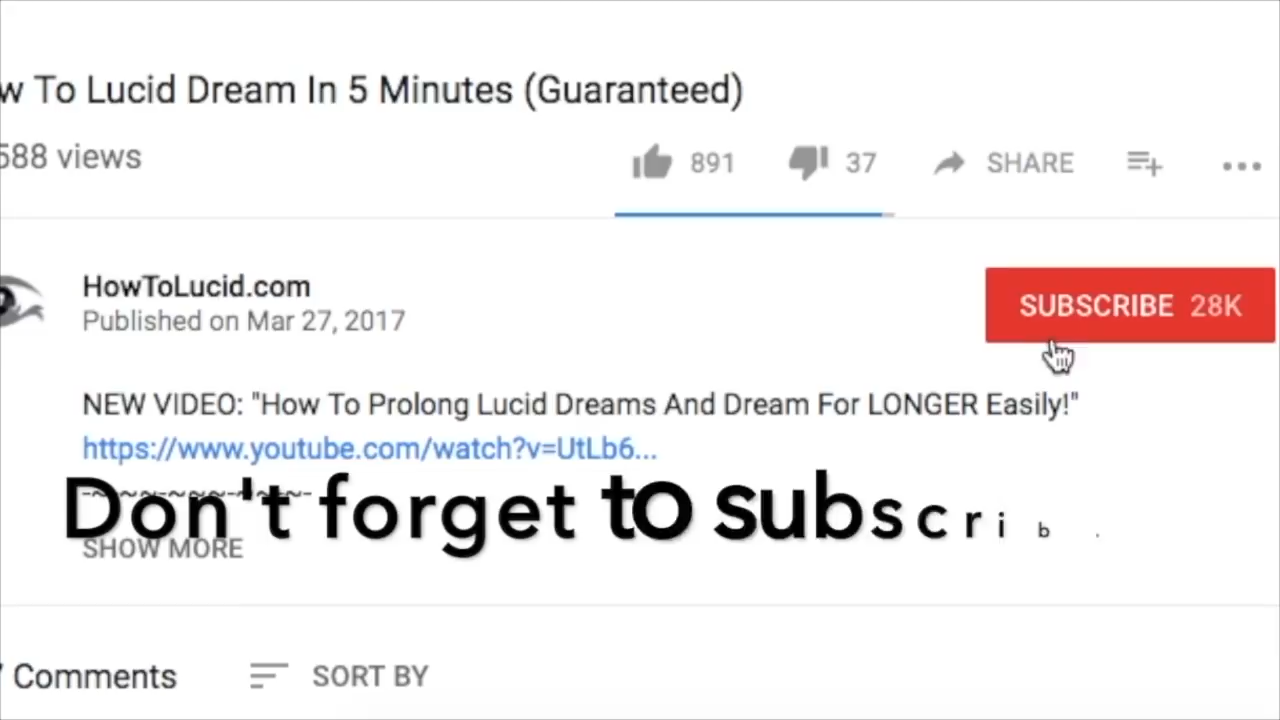 w To Lucid Dream In 5 Minutes (Guaranteed)
588 views
891
37
SHARE
HowToLucid.com
Published on Mar 27, 2017
SUBSCRIBE 28K
NEW VIDEO: "How To Prolong Lucid Dreams And Dream For LONGER Easily!"
https://www.youtube.com/watch?v=UtLb6...
-~-~~-~~~-~~-~-
Don't forget to subscrib
SHOW MORE
Comments
SORT BY